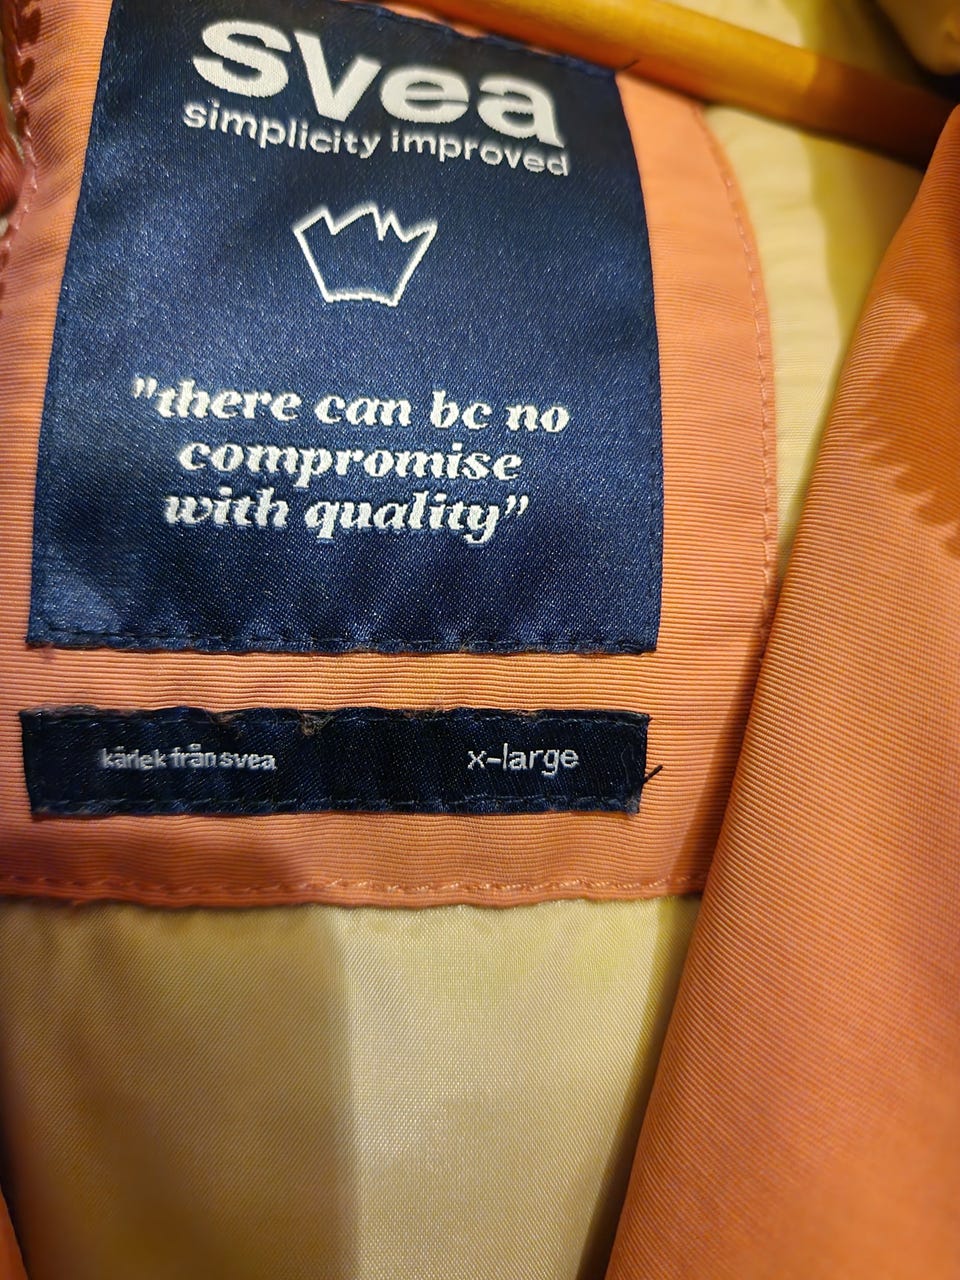 svea
simplicity improved
"there can be no
compromise
with quality"
kärlek från svea
x-large